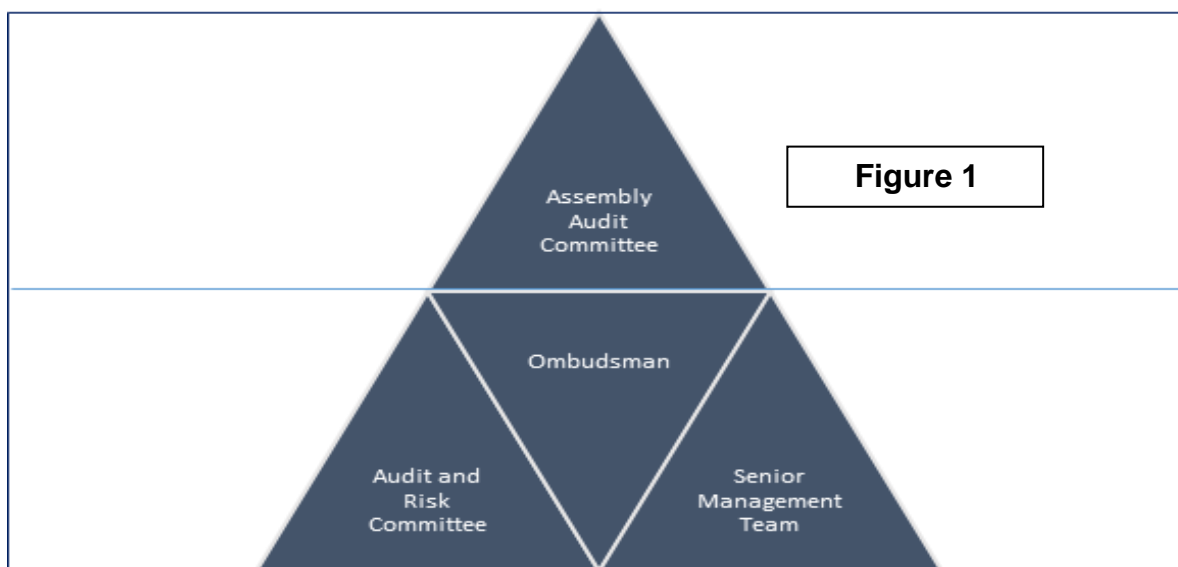 Figure 1
Assembly
Audit
Committee
Ombudsman
Audit and
Risk
Committee
Senior
Management
Team